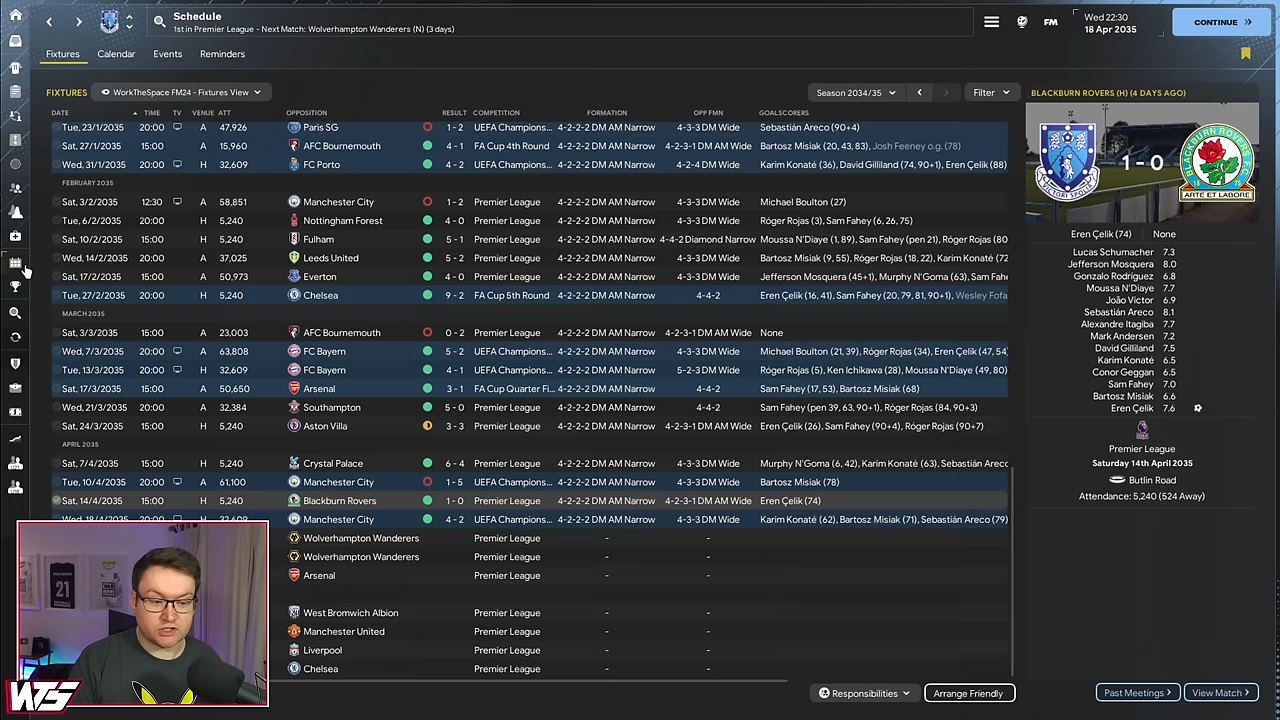 Schedule
1st in Premier League - Next Match: Wolverhampton Wanderers (N) (3 days)
FM
Wed 22:30
18 Apr 2035
CONTINUE
Fixtures Calendar Events Reminders
FIXTURES WorkTheSpace FM24 - Fixtures View Season 2034/35 Filter
DATE TIME TV VENUE ATT OPPOSITION RESULT COMPETITION FORMATION OPP FMN GOALSCORERS
Tue, 23/1/2035 20:00 A 47,926 Paris SG 1-2 UEFA Champions... 4-2-2-2 DM AM Narrow 4-3-3 DM Wide Sebastián Areco (90+4)
Sat, 27/1/2035 15:00 A 15,960 AFC Bournemouth 4-1 FA Cup 4th Round 4-2-2-2 DM AM Narrow 4-2-3-1 DM AM Wide Bartosz Misiak (20, 43, 83), Josh Feeney o.g. (78)
Wed, 31/1/2035 20:00 H 32,609 FC Porto 4-2 UEFA Champions... 4-2-2-2 DM AM Narrow 4-2-4 DM Wide Karim Konaté (36), David Gilliland (74, 90+1), Eren Çelik (88)
FEBRUARY 2035
Sat, 3/2/2035 12:30 A 58,851 Manchester City 1-2 Premier League 4-2-2-2 DM AM Narrow 4-3-3 DM Wide Michael Boulton (27)
Tue, 6/2/2035 20:00 H 5,240 Nottingham Forest 4-0 Premier League 4-2-2-2 DM AM Narrow 4-3-3 DM Wide Róger Rojas (3), Sam Fahey (6, 26, 75)
Sat, 10/2/2035 15:00 H 5,240 Fulham 5-1 Premier League 4-2-2-2 DM AM Narrow 4-4-2 Diamond Narrow Moussa N'Diaye (1, 89), Sam Fahey (pen 21), Róger Rojas (80
Wed, 14/2/2035 20:00 A 37,025 Leeds United 5-2 Premier League 4-2-2-2 DM AM Narrow 4-3-3 DM Wide Bartosz Misiak (9, 55), Róger Rojas (18, 22), Karim Konaté (72
Sat, 17/2/2035 15:00 A 50,973 Everton 4-0 Premier League 4-2-2-2 DM AM Narrow 4-3-3 DM Wide Jefferson Mosquera (45+1), Murphy N'Goma (63), Sam Fah
Tue, 27/2/2035 20:00 H 5,240 Chelsea 9-2 FA Cup 5th Round 4-2-2-2 DM AM Narrow 4-4-2 Eren Çelik (16, 41), Sam Fahey (20, 79, 81, 90+1), Wesley Fofa
MARCH 2035
Sat, 3/3/2035 15:00 A 23,003 AFC Bournemouth 0-2 Premier League 4-2-2-2 DM AM Narrow 4-2-3-1 DM AM Wide None
Wed, 7/3/2035 20:00 A 63,808 FC Bayern 5-2 UEFA Champions... 4-2-2-2 DM AM Narrow 4-3-3 DM Wide Michael Boulton (21, 39), Róger Rojas (34), Eren Çelik (47, 54)
Tue, 13/3/2035 20:00 H 32,609 FC Bayern 4-1 UEFA Champions... 4-2-2-2 DM AM Narrow 5-2-3 DM Wide Róger Rojas (5), Ken Ichikawa (28), Moussa N'Diaye (49, 80)
Sat, 17/3/2035 15:00 A 50,650 Arsenal 3-1 FA Cup Quarter Fi... 4-2-2-2 DM AM Narrow 4-4-2 Sam Fahey (17, 53), Bartosz Misiak (68)
Wed, 21/3/2035 20:00 A 32,384 Southampton 5-0 Premier League 4-2-2-2 DM AM Narrow 4-4-2 Sam Fahey (pen 39, 63, 90+1), Róger Rojas (84, 90+3)
Sat, 24/3/2035 15:00 H 5,240 Aston Villa 3-3 Premier League 4-2-2-2 DM AM Narrow 4-2-3-1 DM AM Wide Eren Çelik (26), Sam Fahey (90+4), Róger Rojas (90+7)
APRIL 2035
Sat, 7/4/2035 15:00 H 5,240 Crystal Palace 6-4 Premier League 4-2-2-2 DM AM Narrow 4-3-3 DM Wide Murphy N'Goma (6, 42), Karim Konaté (63), Sebastián Areco
Tue, 10/4/2035 20:00 A 61,100 Manchester City 1-5 UEFA Champions... 4-2-2-2 DM AM Narrow 4-3-3 DM Wide Bartosz Misiak (78)
Sat, 14/4/2035 15:00 H 5,240 Blackburn Rovers 1-0 Premier League 4-2-2-2 DM AM Narrow 4-2-3-1 DM AM Wide Eren Çelik (74)
Wed, 18/4/2035 20:00 H 32,609 Manchester City 4-2 UEFA Champions... 4-2-2-2 DM AM Narrow 4-3-3 DM Wide Karim Konaté (62), Bartosz Misiak (71), Sebastián Areco (79)
Wolverhampton Wanderers Premier League - -
Wolverhampton Wanderers Premier League - -
Arsenal Premier League - -
West Bromwich Albion Premier League - -
Manchester United Premier League - -
Liverpool Premier League - -
Chelsea Premier League - -
Responsibilities Arrange Friendly
BLACKBURN ROVERS (H) (4 DAYS AGO)
1 - 0
BLACKBURN ROVERS
ARTE ET LABORE
Eren Çelik (74) None
Lucas Schumacher 7.3
Jefferson Mosquera 8.0
Gonzalo Rodríguez 6.8
Moussa N'Diaye 7.7
João Victor 6.9
Sebastián Areco 8.1
Alexandre Itagiba 7.7
Mark Andersen 7.2
David Gilliland 7.5
Karim Konaté 6.5
Conor Geggan 6.5
Sam Fahey 7.0
Bartosz Misiak 6.6
Eren Çelik 7.6
Premier League
Saturday 14th April 2035
Butlin Road
Attendance: 5,240 (524 Away)
Past Meetings View Match
21
WTS